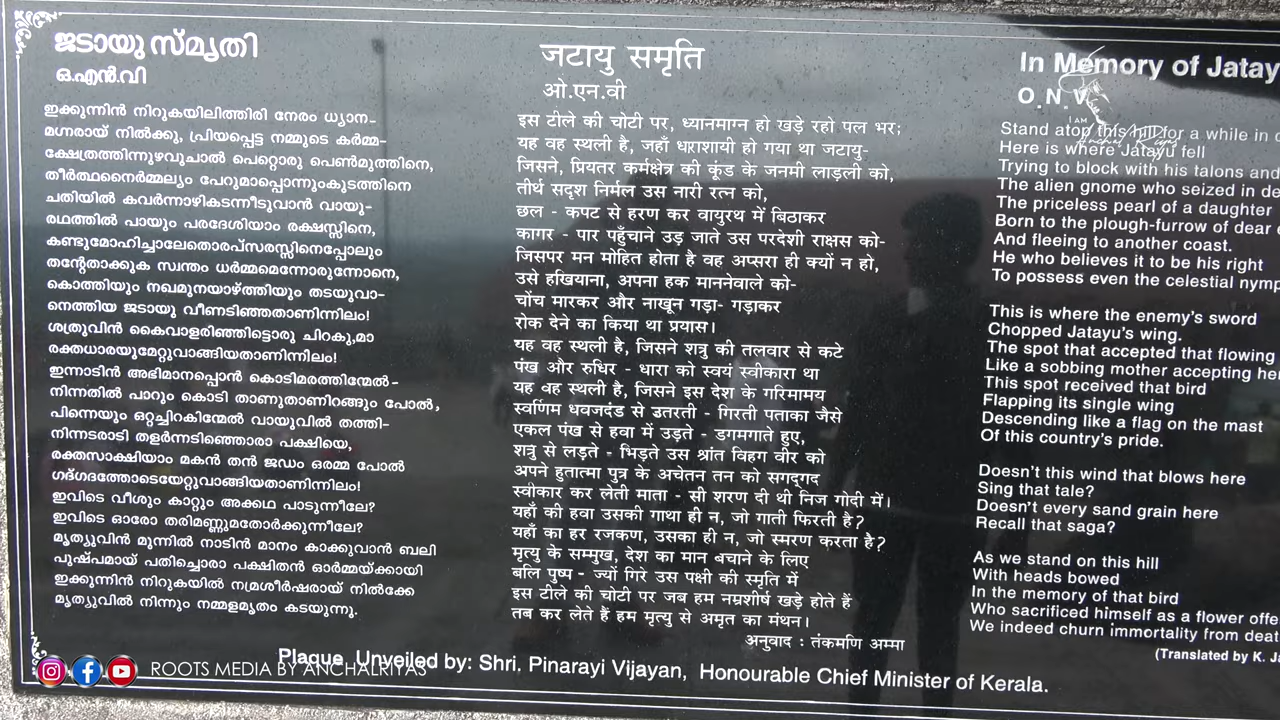 ജടായു സ്മൃതി
ഒ.എൻ.വി
ഇക്കുന്നിൻ നിറുകയിലിത്തിരി നേരം ധ്യാന-
മഗ്നരായ് നിൽക്കൂ, പ്രിയപ്പെട്ട നമ്മുടെ കർമ്മ-
ക്ഷേത്രത്തിന്നുഴവുചാൽ പെറ്റൊരു പെൺമുത്തിനെ,
തീർത്ഥനൈർമ്മല്യം പേറുമാപ്പൊന്നുംകുടത്തിനെ
ചതിയിൽ കവർന്നാഴികടന്നീടുവാൻ വായു-
രഥത്തിൽ പായും പരദേശിയാം രക്ഷസ്സിനെ,
കണ്ടുമോഹിച്ചാലേതൊരപ്സരസ്സിനെപ്പോലും
തന്റേതാക്കുക സ്വന്തം ധർമ്മമെന്നോരുന്നോനെ,
കൊത്തിയും നഖമുനയാഴ്ത്തിയും തടയുവാ-
നെത്തിയ ജടായു വീണടിഞ്ഞതാണിന്നിലം!
ശത്രുവിൻ കൈവാളരിഞ്ഞിട്ടൊരു ചിറകു,മാ
രക്തധാരയുമേറ്റുവാങ്ങിയതാണിന്നിലം!
ഇന്നാടിൻ അഭിമാനപ്പൊൻ കൊടിമരത്തിന്മേൽ-
നിന്നതിൽ പാറും കൊടി താണുതാണിറങ്ങും പോൽ,
പിന്നെയും ഒറ്റച്ചിറകിന്മേൽ വായുവിൽ തത്തി-
നിന്നടരാടി തളർന്നടിഞ്ഞൊരാ പക്ഷിയെ,
രക്തസാക്ഷിയാം മകൻ തൻ ജഡം ഒരമ്മ പോൽ
ഗദ്ഗദത്തോടെയേറ്റുവാങ്ങിയതാണിന്നിലം!
ഇവിടെ വീശും കാറ്റും അക്കഥ പാടുന്നീലേ?
ഇവിടെ ഓരോ തരിമണ്ണുമതോർക്കുന്നീലേ?
മൃത്യുവിൻ മുന്നിൽ നാടിൻ മാനം കാക്കുവാൻ ബലി
പുഷ്പമായ് പതിച്ചൊരാ പക്ഷിതൻ ഓർമ്മയ്ക്കായി
ഇക്കുന്നിൻ നിറുകയിൽ നമ്രശീർഷരായ് നിൽക്കേ
മൃത്യുവിൽ നിന്നും നമ്മളമൃതം കടയുന്നു.
जटायु समृति
ओ.एन.वी
इस टीले की चोटी पर, ध्यानमाग्न हो खड़े रहो पल भर;
यह वह स्थली है, जहाँ धाराशायी हो गया था जटायु-
जिसने, प्रियतर कर्मक्षेत्र की कूंड के जनमी लाड़ली को,
तीर्थ सदृश निर्मल उस नारी रत्न को,
छल - कपट से हरण कर वायुरथ में बिठाकर
कागर - पार पहुँचाने उड़ जाते उस परदेशी राक्षस को-
जिसपर मन मोहित होता है वह अप्सरा ही क्यों न हो,
उसे हखियाना, अपना हक माननेवाले को-
चोंच मारकर और नाखून गड़ा- गड़ाकर
रोक देने का किया था प्रयास।
यह वह स्थली है, जिसने शत्रु की तलवार से कटे
पंख और रुधिर - धारा को स्वयं स्वीकारा था
यह वह स्थली है, जिसने इस देश के गरिमामय
स्वर्णिम धवजदंड से उतरती - गिरती पताका जैसे
एकल पंख से हवा में उड़ते - डगमगाते हुए,
शत्रु से लड़ते - भिड़ते उस श्रांत विहग वीर को
अपने हुतात्मा पुत्र के अचेतन तन को सगद्गद
स्वीकार कर लेती माता - सी शरण दी थी निज गोदी में।
यहाँ की हवा उसकी गाथा ही न, जो गाती फिरती है?
यहाँ का हर रजकण, उसका ही न, जो स्मरण करता है?
मृत्यु के सम्मुख, देश का मान बचाने के लिए
बलि पुष्प - ज्यों गिरे उस पक्षी की स्मृति में
इस टीले की चोटी पर जब हम नम्रशीर्ष खड़े होते हैं
तब कर लेते हैं हम मृत्यु से अमृत का मंथन।
अनुवाद : तंकमणि अम्मा
In Memory of Jatay
O.N.V
Stand atop this hill for a while in
Here is where Jatayu fell
Trying to block with his talons and
The alien gnome who seized in de
The priceless pearl of a daughter
Born to the plough-furrow of dear
And fleeing to another coast.
He who believes it to be his right
To possess even the celestial nymp
This is where the enemy's sword
Chopped Jatayu's wing.
The spot that accepted that flowing
Like a sobbing mother accepting her
This spot received that bird
Flapping its single wing
Descending like a flag on the mast
Of this country's pride.
Doesn't this wind that blows here
Sing that tale?
Doesn't every sand grain here
Recall that saga?
As we stand on this hill
With heads bowed
In the memory of that bird
Who sacrificed himself as a flower offe
We indeed churn immortality from deat
(Translated by K. Ja
Plaque Unveiled by: Shri. Pinarayi Vijayan, Honourable Chief Minister of Kerala.
ROOTS MEDIA BY ANCHALRIYAS
I AM